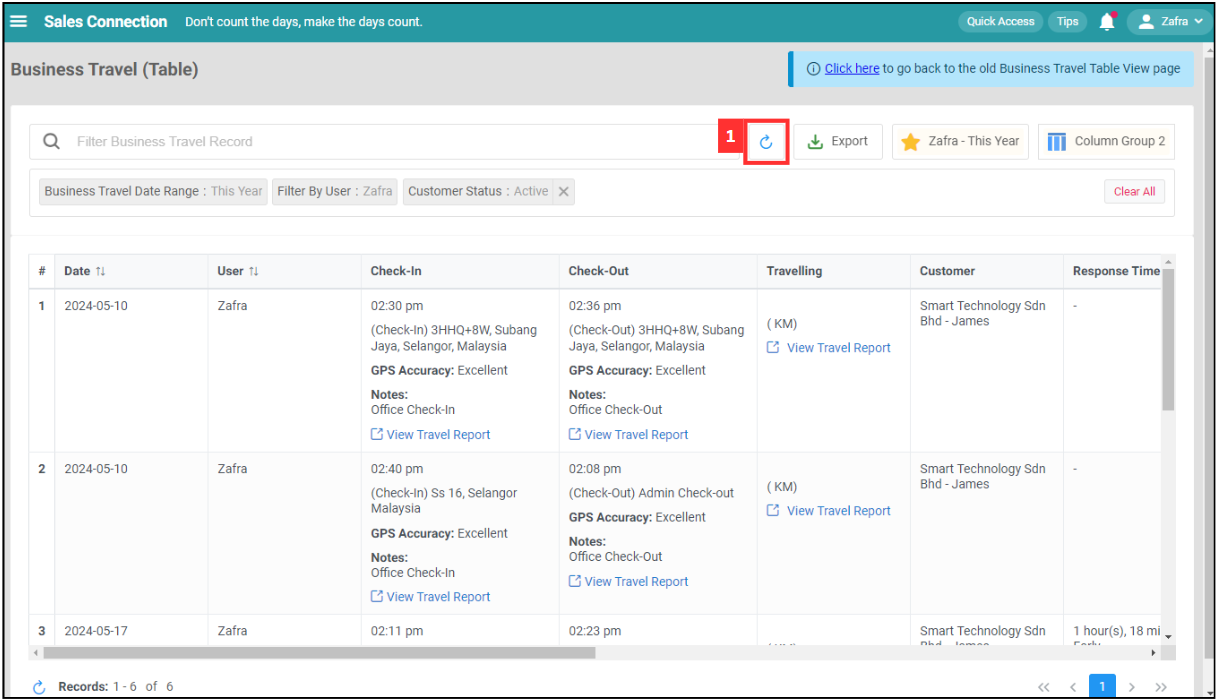 Sales Connection Don't count the days, make the days count. Quick Access Tips Zafra
Business Travel (Table)
Click here to go back to the old Business Travel Table View page
Filter Business Travel Record 1 Export Zafra - This Year Column Group 2
Business Travel Date Range : This Year Filter By User : Zafra Customer Status : Active Clear All
# Date User Check-In Check-Out Travelling Customer Response Time
1 2024-05-10 Zafra 02:30 pm 02:36 pm Smart Technology Sdn -
Bhd - James
( KM)
(Check-In) 3HHQ+8W, Subang (Check-Out) 3HHQ+8W, Subang
Jaya, Selangor, Malaysia Jaya, Selangor, Malaysia View Travel Report
GPS Accuracy: Excellent GPS Accuracy: Excellent
Notes: Notes:
Office Check-In Office Check-Out
View Travel Report View Travel Report
2 2024-05-10 Zafra 02:40 pm 02:08 pm Smart Technology Sdn -
Bhd - James
( KM)
(Check-In) Ss 16, Selangor (Check-Out) Admin Check-out
Malaysia View Travel Report
GPS Accuracy: Excellent
GPS Accuracy: Excellent
Notes:
Office Check-Out
Notes:
Office Check-In
View Travel Report
View Travel Report
3 2024-05-17 Zafra 02:11 pm 02:23 pm Smart Technology Sdn 1 hour(s), 18 mi
Records: 1 - 6 of 6 1